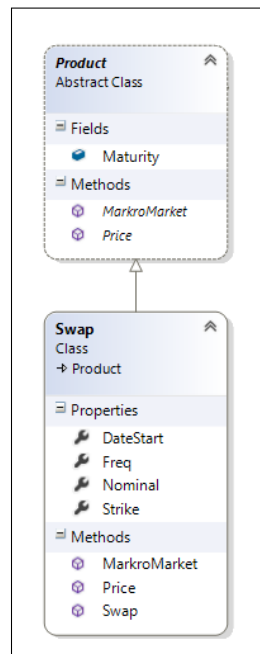 Product
Abstract Class
Fields
Maturity
Methods
MarkroMarket
Price
Swap
Class
→ Product
Properties
DateStart
Freq
Nominal
Strike
Methods
MarkroMarket
Price
Swap